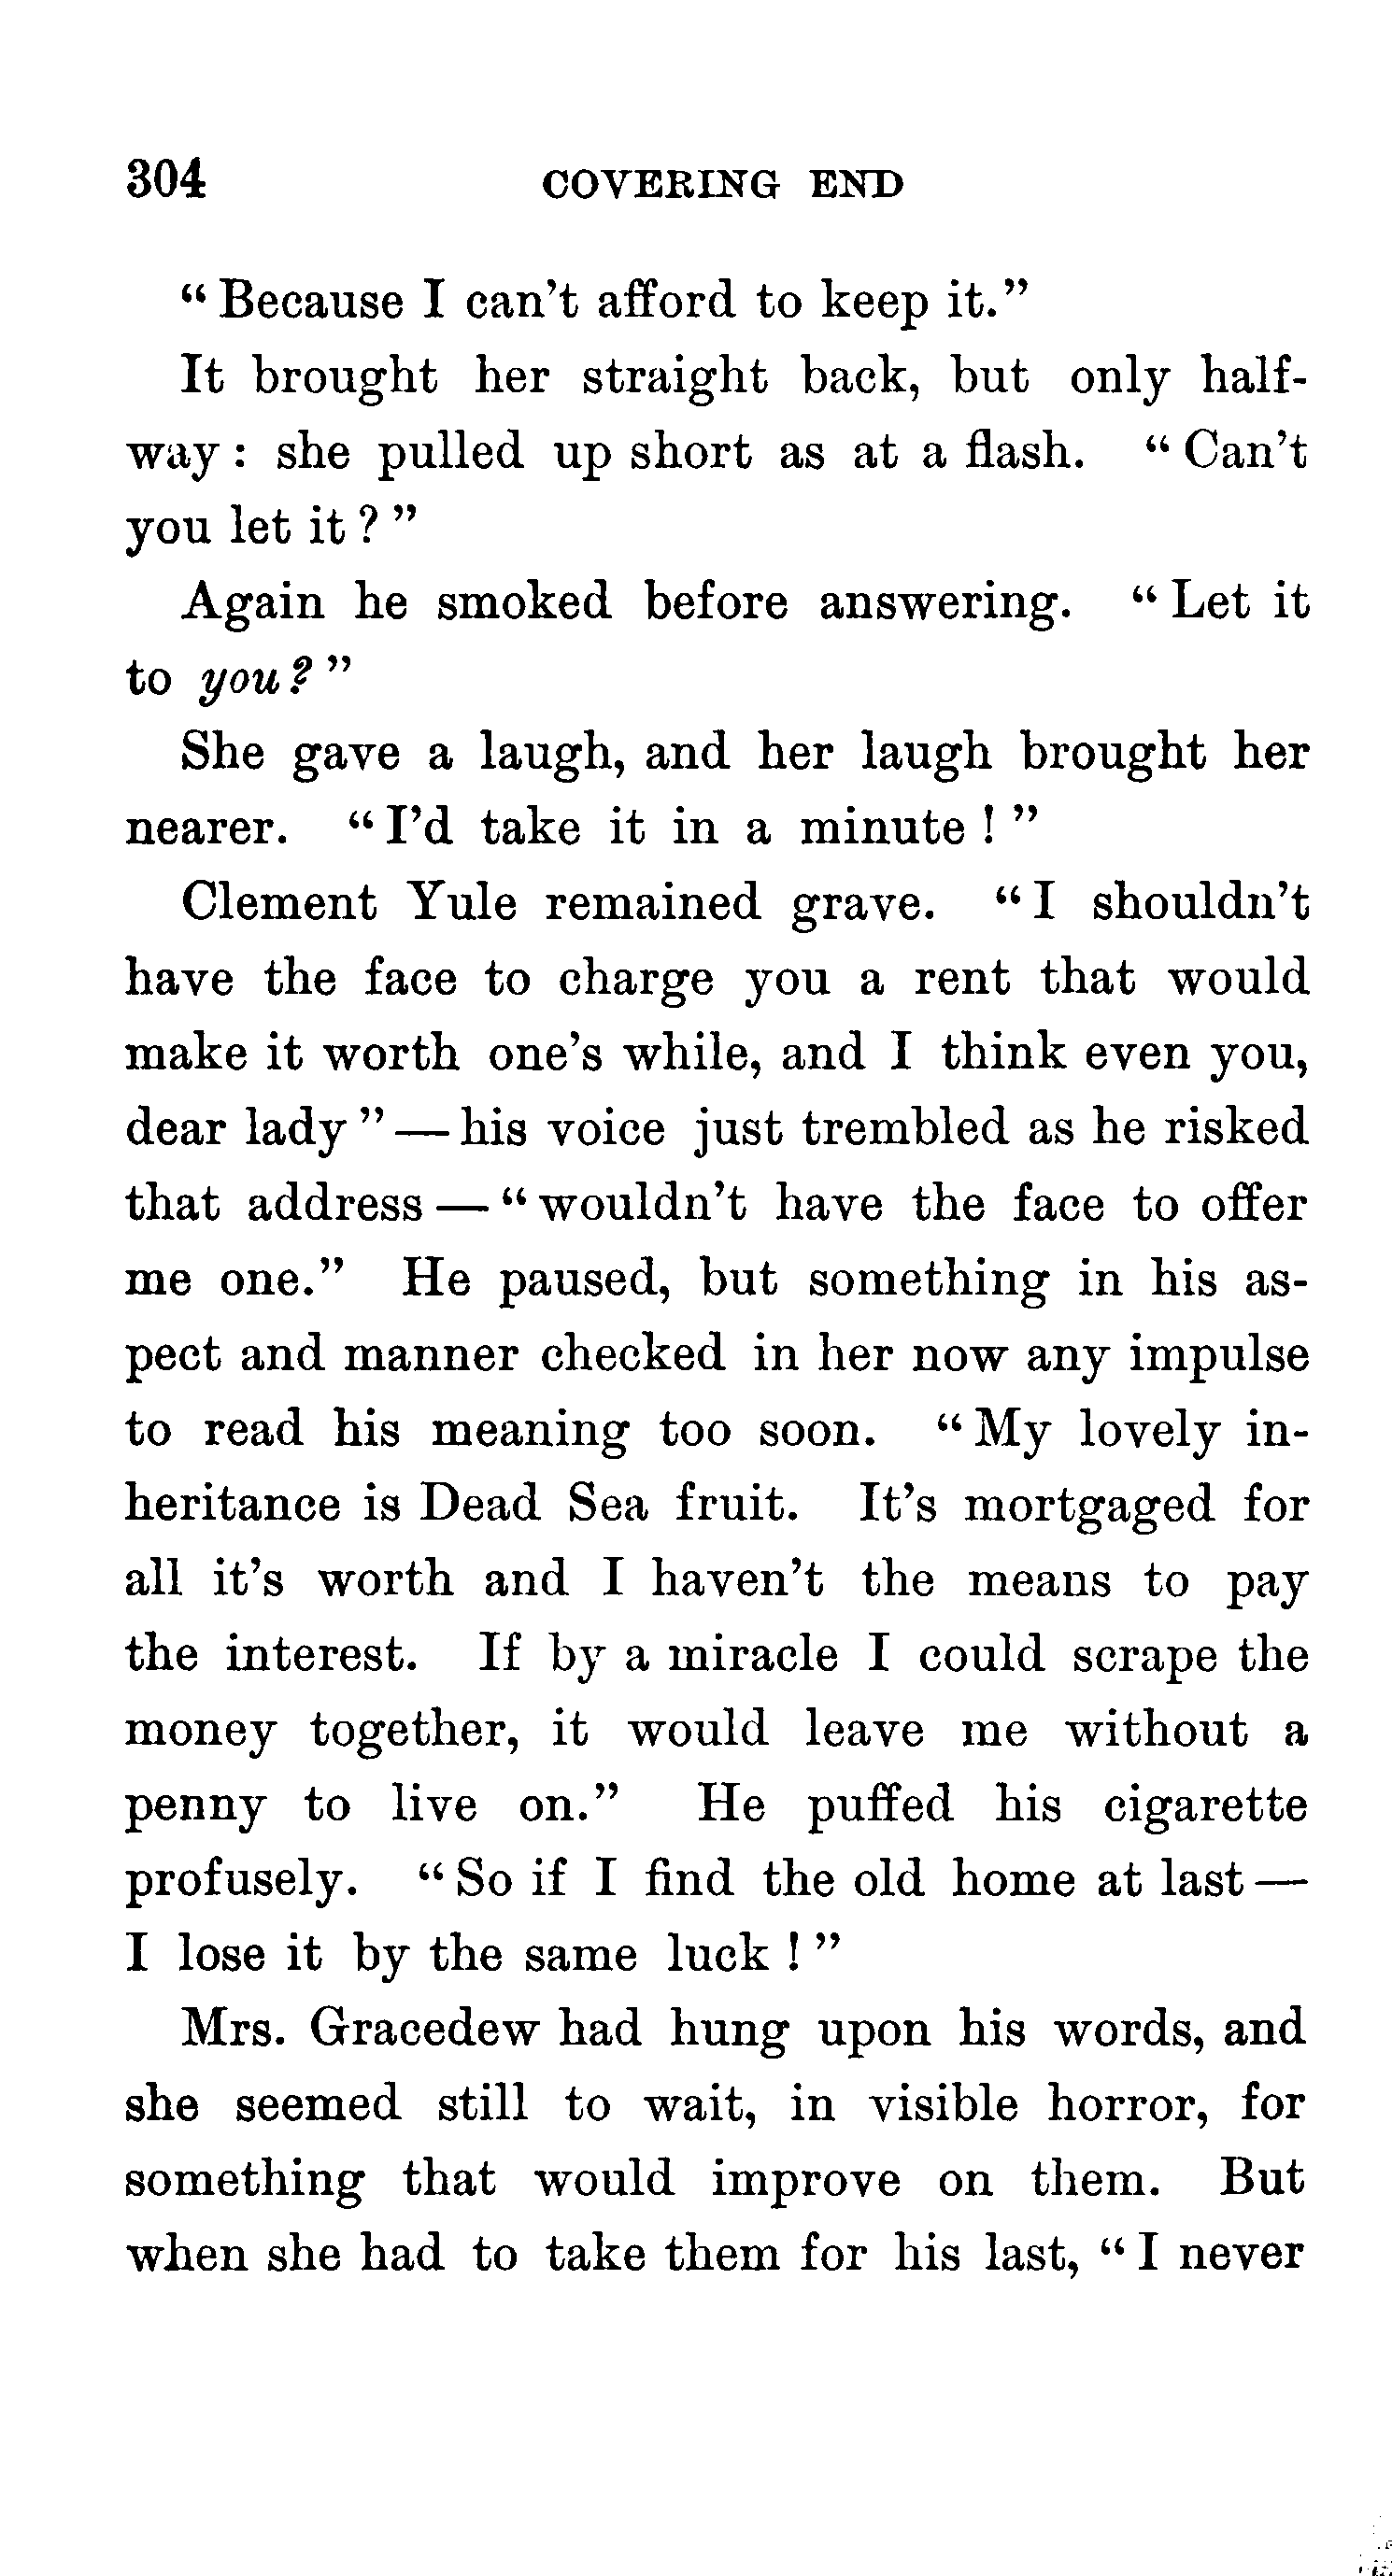 304 COVERING END
“Because I can’t afford to keep it.”
It brought her straight back, but only half-
way: she pulled up short as at a flash. “Can’t
you let it?”
Again he smoked before answering. “Let it
to you?”
She gave a laugh, and her laugh brought her
nearer. “I’d take it in a minute!”
Clement Yule remained grave. “I shouldn’t
have the face to charge you a rent that would
make it worth one’s while, and I think even you,
dear lady”—his voice just trembled as he risked
that address—“wouldn’t have the face to offer
me one.” He paused, but something in his as-
pect and manner checked in her now any impulse
to read his meaning too soon. “My lovely in-
heritance is Dead Sea fruit. It’s mortgaged for
all it’s worth and I haven’t the means to pay
the interest. If by a miracle I could scrape the
money together, it would leave me without a
penny to live on.” He puffed his cigarette
profusely. “So if I find the old home at last—
I lose it by the same luck!”
Mrs. Gracedew had hung upon his words, and
she seemed still to wait, in visible horror, for
something that would improve on them. But
when she had to take them for his last, “I never